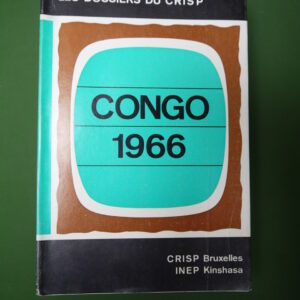 LES DOSSIERS DU CRISP
CONGO
1966
CRISP Bruxelles
INEP Kinshasa